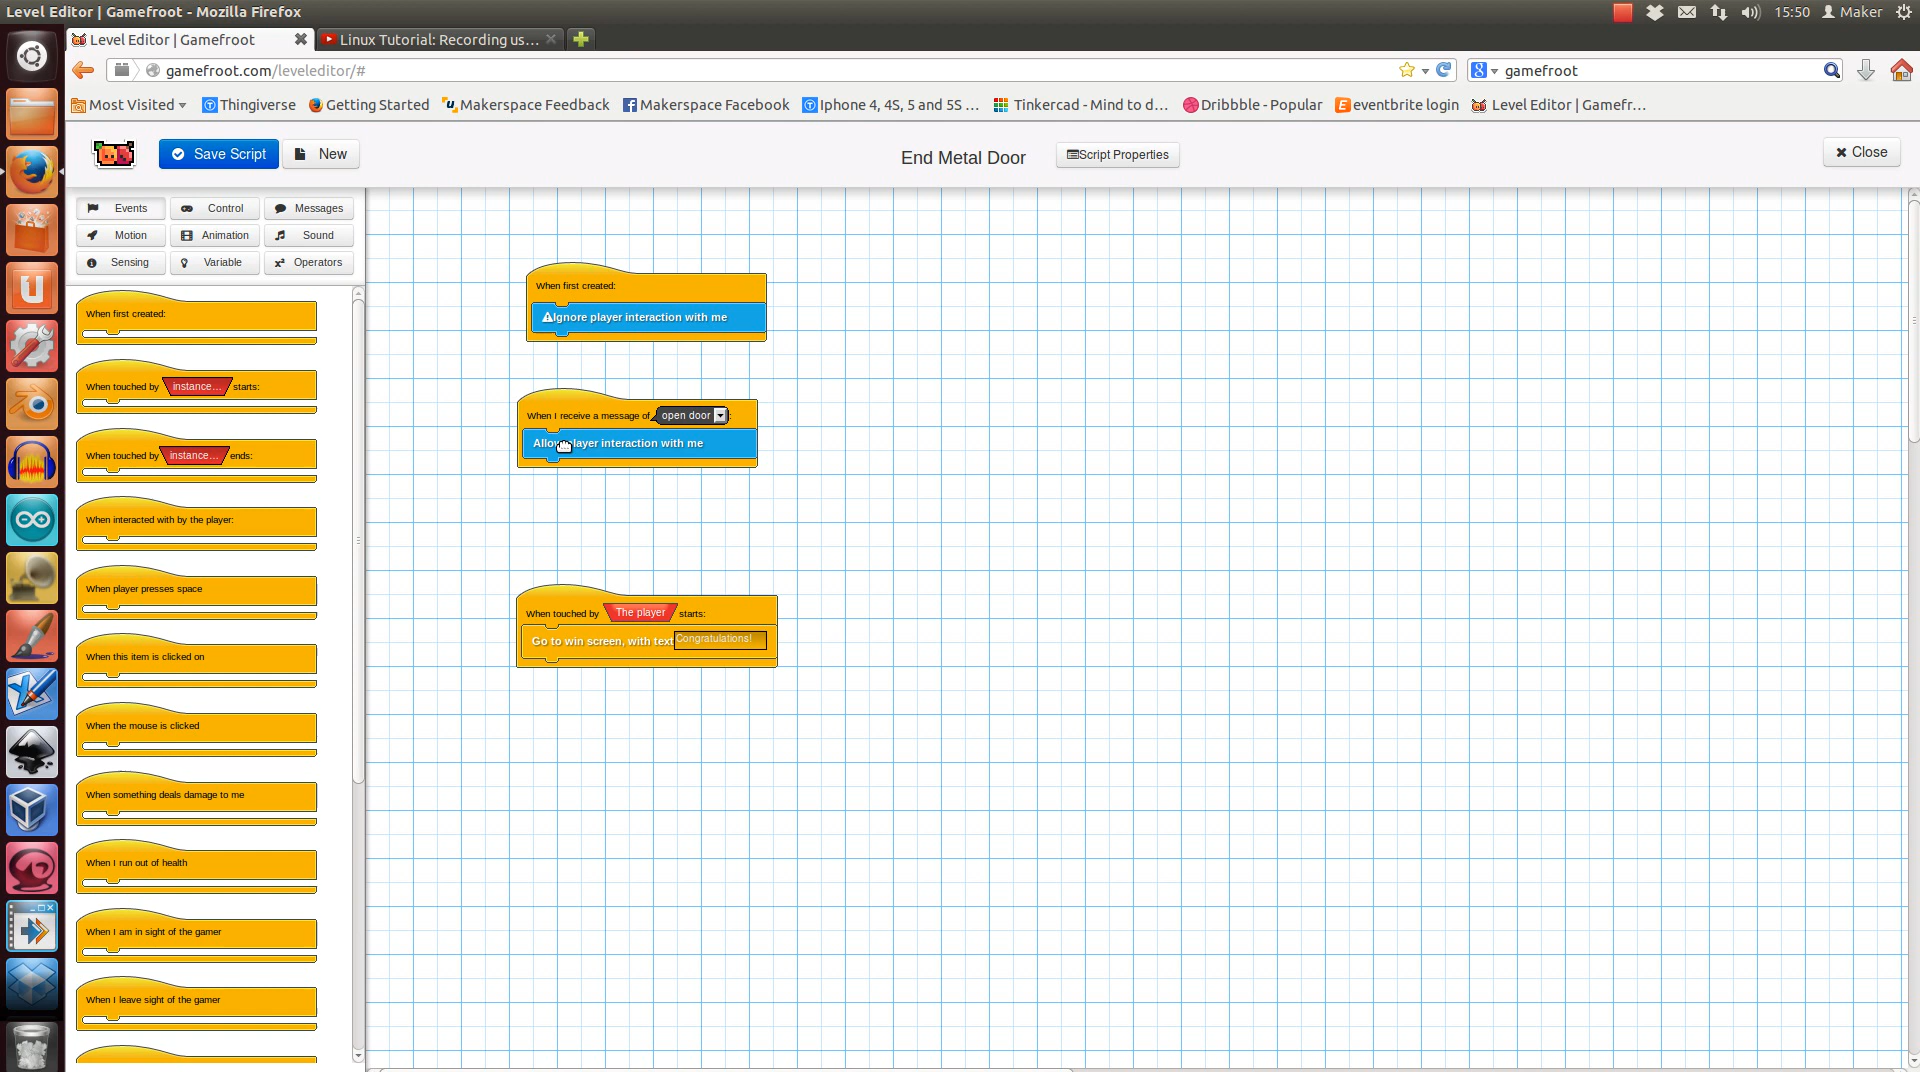 Level Editor | Gamefroot - Mozilla Firefox
15:50
Maker
Level Editor | Gamefroot
Linux Tutorial: Recording us...
gamefroot.com/leveleditor/#
gamefroot
Most Visited
Thingiverse
Getting Started
Makerspace Feedback
Makerspace Facebook
Iphone 4, 4S, 5 and 5S ...
Tinkercad - Mind to d...
Dribbble - Popular
eventbrite login
Level Editor | Gamefr...
Save Script
New
End Metal Door
Script Properties
Close
Events
Control
Messages
Motion
Animation
Sound
Sensing
Variable
Operators
When first created:
When touched by instance... starts:
When touched by instance... ends:
When interacted with by the player:
When player presses space
When this item is clicked on
When the mouse is clicked
When something deals damage to me
When I run out of health
When I am in sight of the gamer
When I leave sight of the gamer
When first created:
Ignore player interaction with me
When I receive a message of open door :
Allow player interaction with me
When touched by The player starts:
Go to win screen, with text Congratulations!